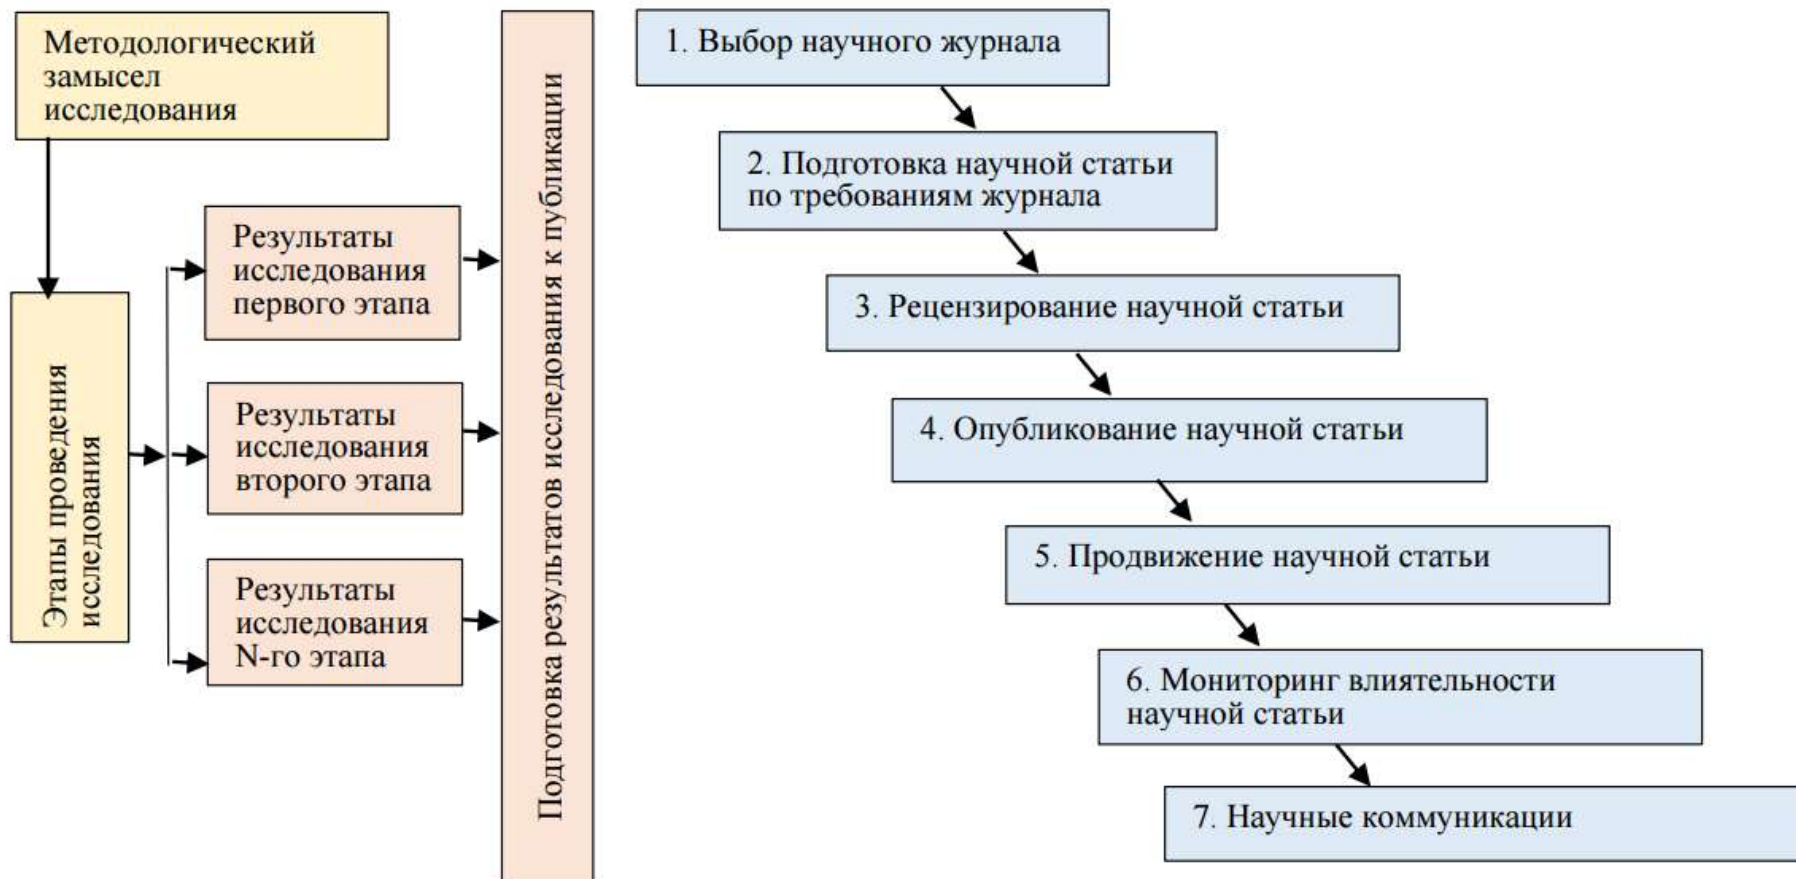 Методологический
замысел
исследования
Этапы проведения
исследования
Результаты
исследования
первого этапа
Результаты
исследования
второго этапа
Результаты
исследования
N-го этапа
Подготовка результатов исследования к публикации
1. Выбор научного журнала
2. Подготовка научной статьи
по требованиям журнала
3. Рецензирование научной статьи
4. Опубликование научной статьи
5. Продвижение научной статьи
6. Мониторинг влиятельности
научной статьи
7. Научные коммуникации